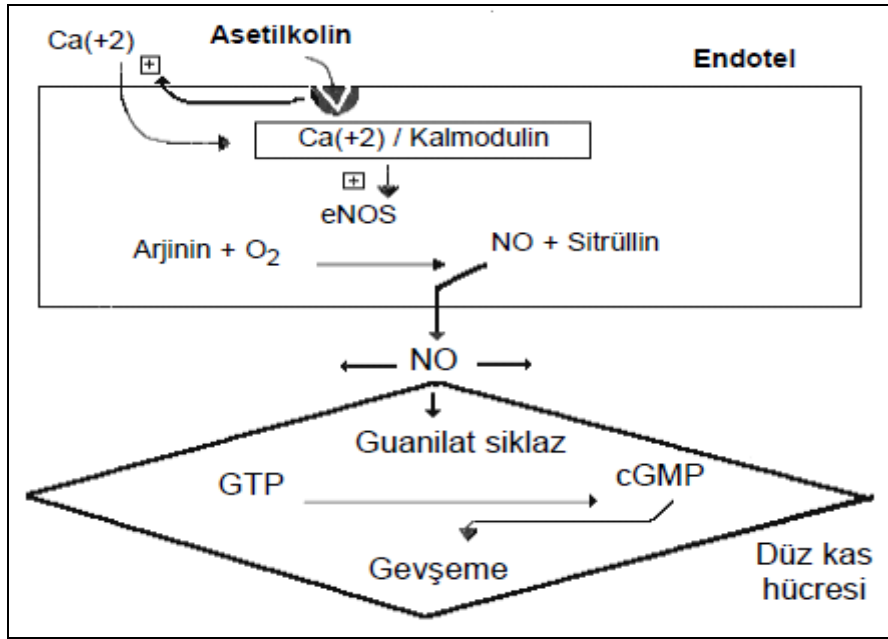 Ca(+2)
Asetilkolin
+
Endotel
Ca(+2) / Kalmodulin
+
eNOS
Arjinin + O2
NO + Sitrüllin
NO
Guanilat siklaz
GTP
cGMP
Gevşeme
Düz kas
hücresi